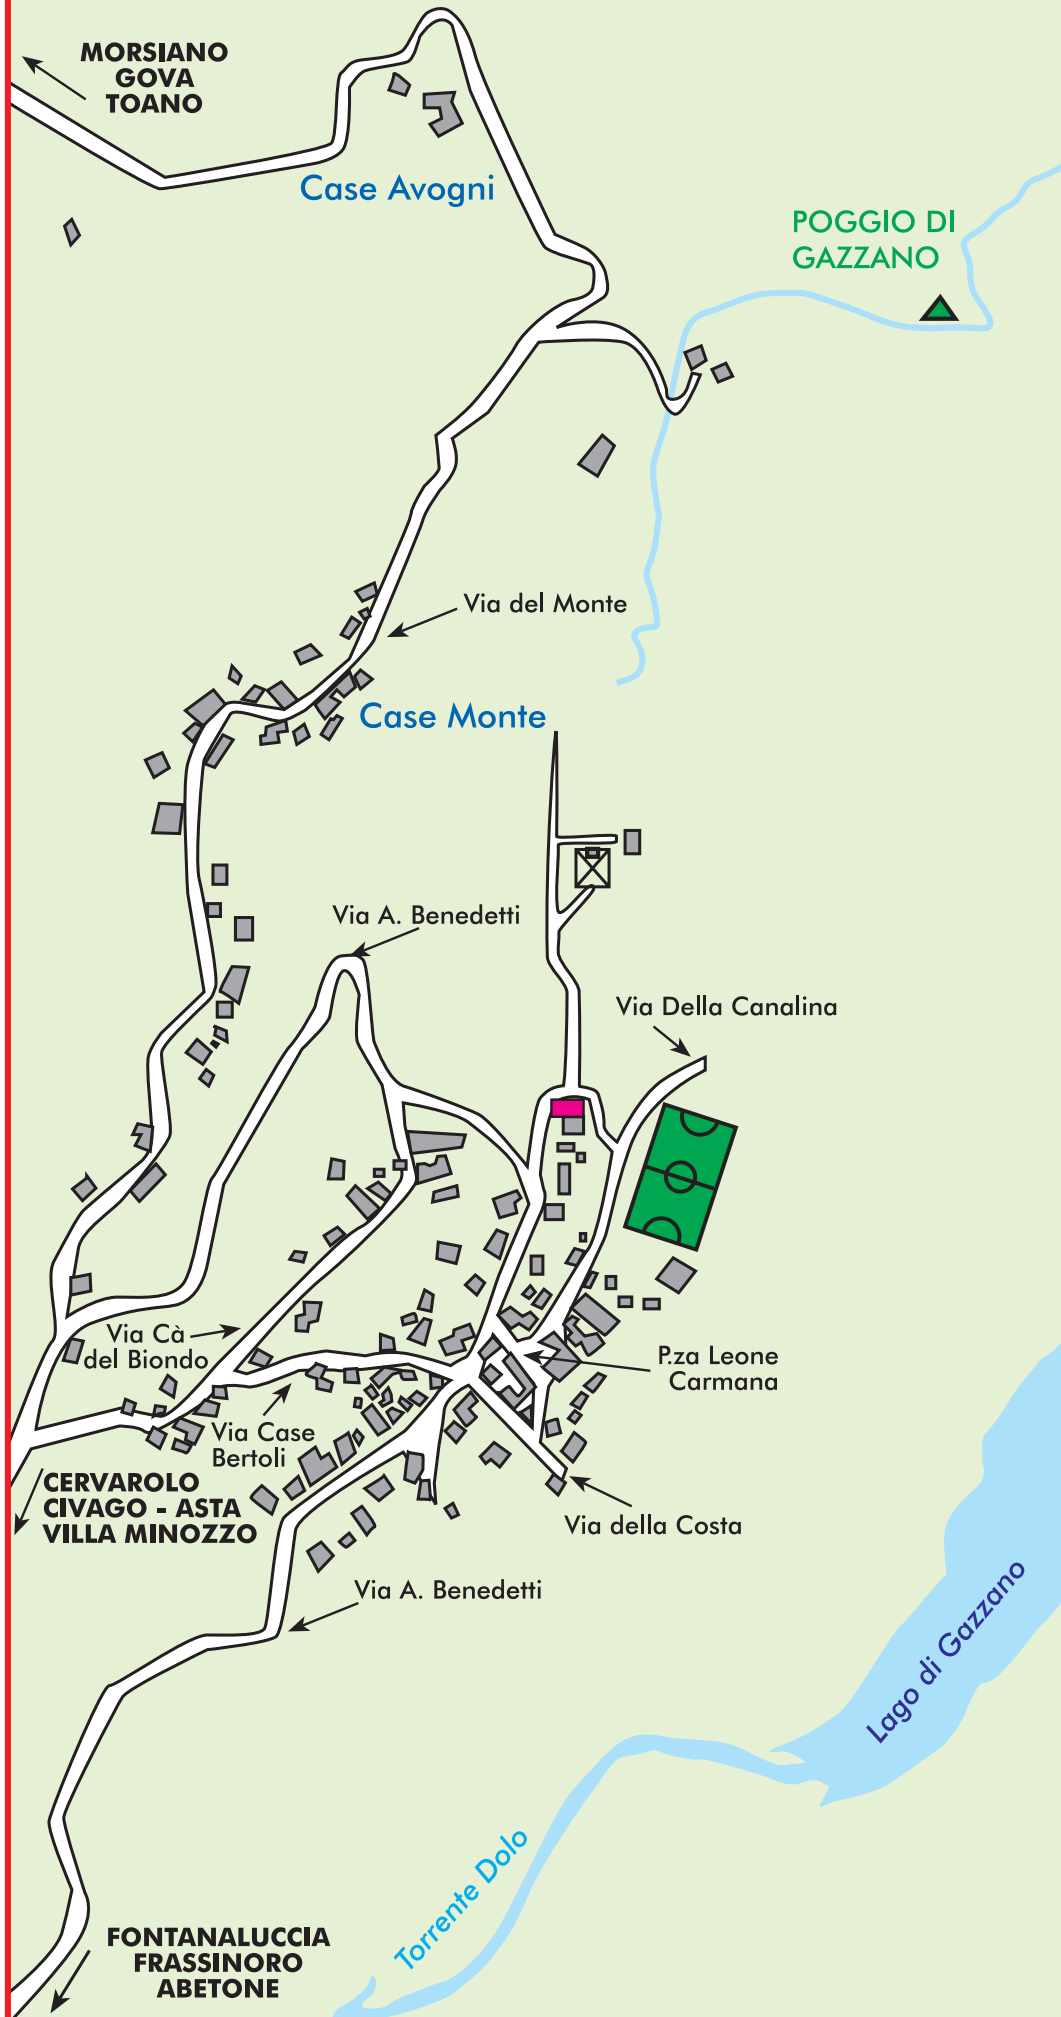 MORSIANO
GOVA
TOANO
Case Avogni
POGGIO DI
GAZZANO
Via del Monte
Case Monte
Via A. Benedetti
Via Della Canalina
Via Cà
del Biondo
P.za Leone
Carmana
Via Case
Bertoli
CERVAROLO
CIVAGO - ASTA
VILLA MINOZZO
Via della Costa
Via A. Benedetti
Lago di Gazzano
Torrente Dolo
FONTANALUCCIA
FRASSINORO
ABETONE